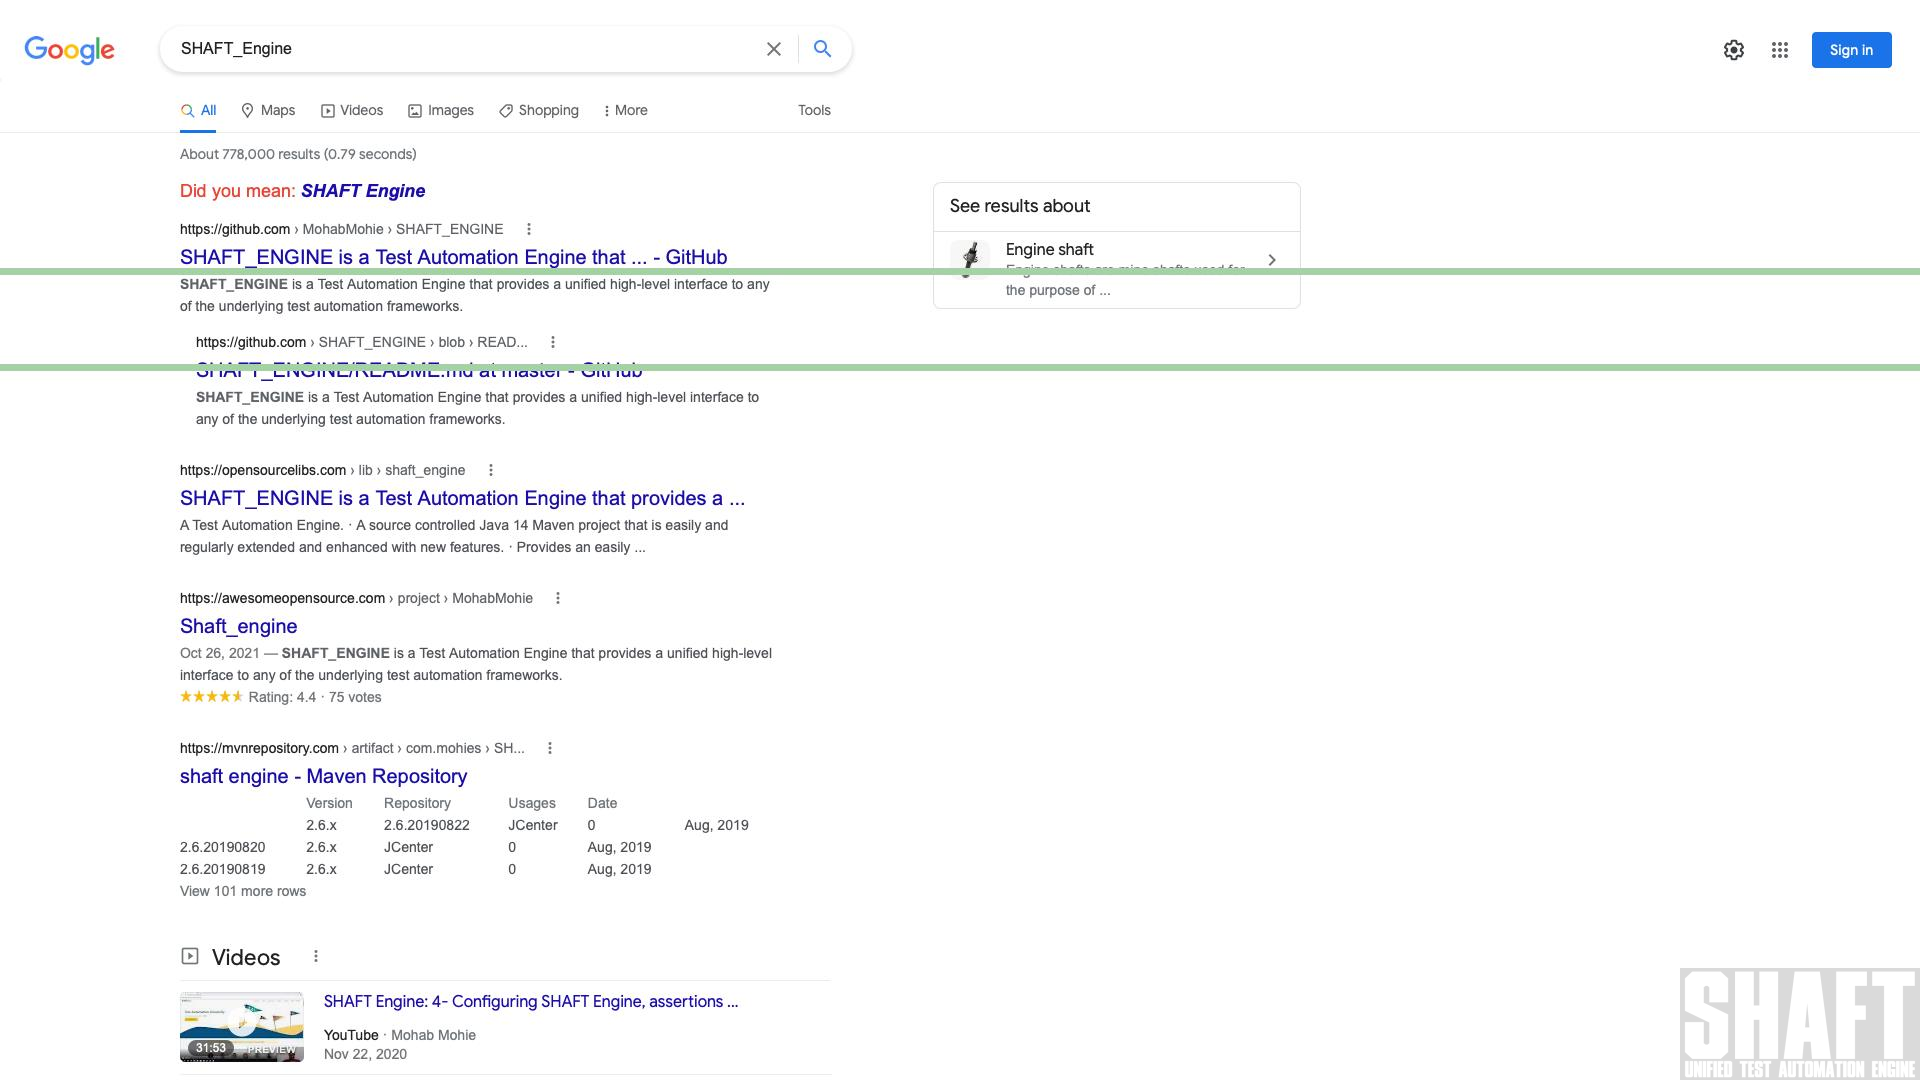 Google
SHAFT_Engine
Sign in
All
Maps
Videos
Images
Shopping
More
Tools
About 778,000 results (0.79 seconds)
Did you mean: SHAFT Engine
https://github.com › MohabMohie › SHAFT_ENGINE
SHAFT_ENGINE is a Test Automation Engine that ... - GitHub
SHAFT_ENGINE is a Test Automation Engine that provides a unified high-level interface to any
of the underlying test automation frameworks.
https://github.com › SHAFT_ENGINE › blob › READ...
SHAFT_ENGINE/README.md at master - GitHub
SHAFT_ENGINE is a Test Automation Engine that provides a unified high-level interface to
any of the underlying test automation frameworks.
https://opensourcelibs.com › lib › shaft_engine
SHAFT_ENGINE is a Test Automation Engine that provides a ...
A Test Automation Engine. · A source controlled Java 14 Maven project that is easily and
regularly extended and enhanced with new features. · Provides an easily ...
https://awesomeopensource.com › project › MohabMohie
Shaft_engine
Oct 26, 2021 — SHAFT_ENGINE is a Test Automation Engine that provides a unified high-level
interface to any of the underlying test automation frameworks.
Rating: 4.4 · 75 votes
https://mvnrepository.com › artifact › com.mohies › SH...
shaft engine - Maven Repository
Version Repository Usages Date
2.6.x 2.6.20190822 JCenter 0 Aug, 2019
2.6.20190820 2.6.x JCenter 0 Aug, 2019
2.6.20190819 2.6.x JCenter 0 Aug, 2019
View 101 more rows
Videos
31:53
PREVIEW
SHAFT Engine: 4- Configuring SHAFT Engine, assertions ...
YouTube · Mohab Mohie
Nov 22, 2020
See results about
Engine shaft
Engine shafts are mine shafts used for
the purpose of ...
SHAFT
UNIFIED TEST AUTOMATION ENGINE